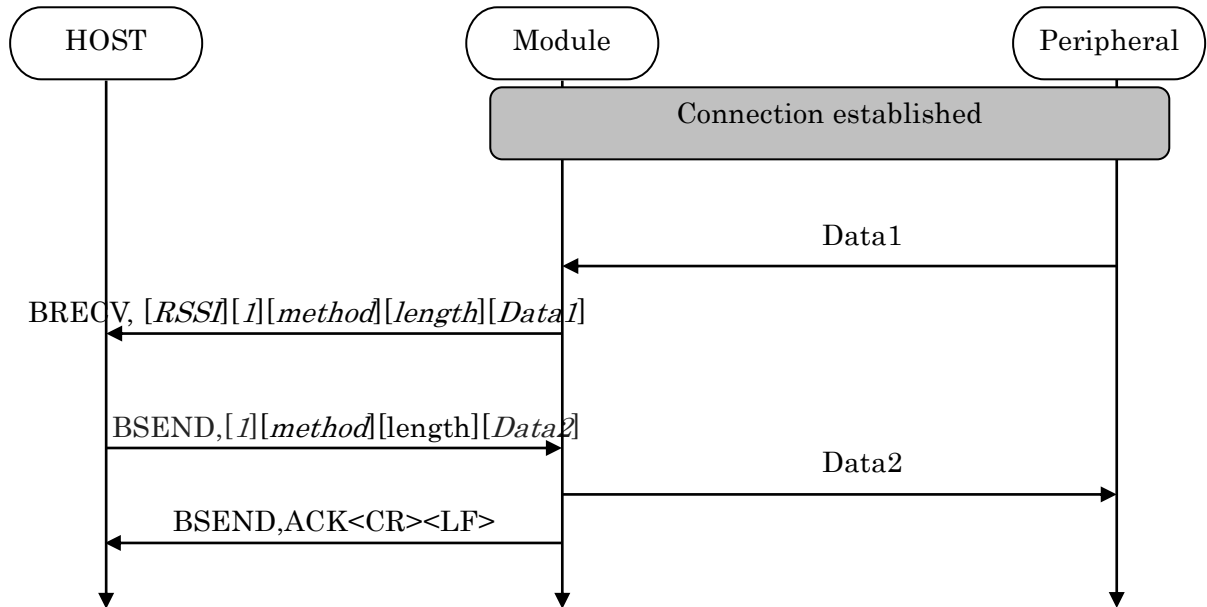 HOST
Module
Peripheral
Connection established
Data1
BRECV, [RSSI][1][method][length][Data1]
BSEND,[1][method][length][Data2]
Data2
BSEND,ACK<CR><LF>